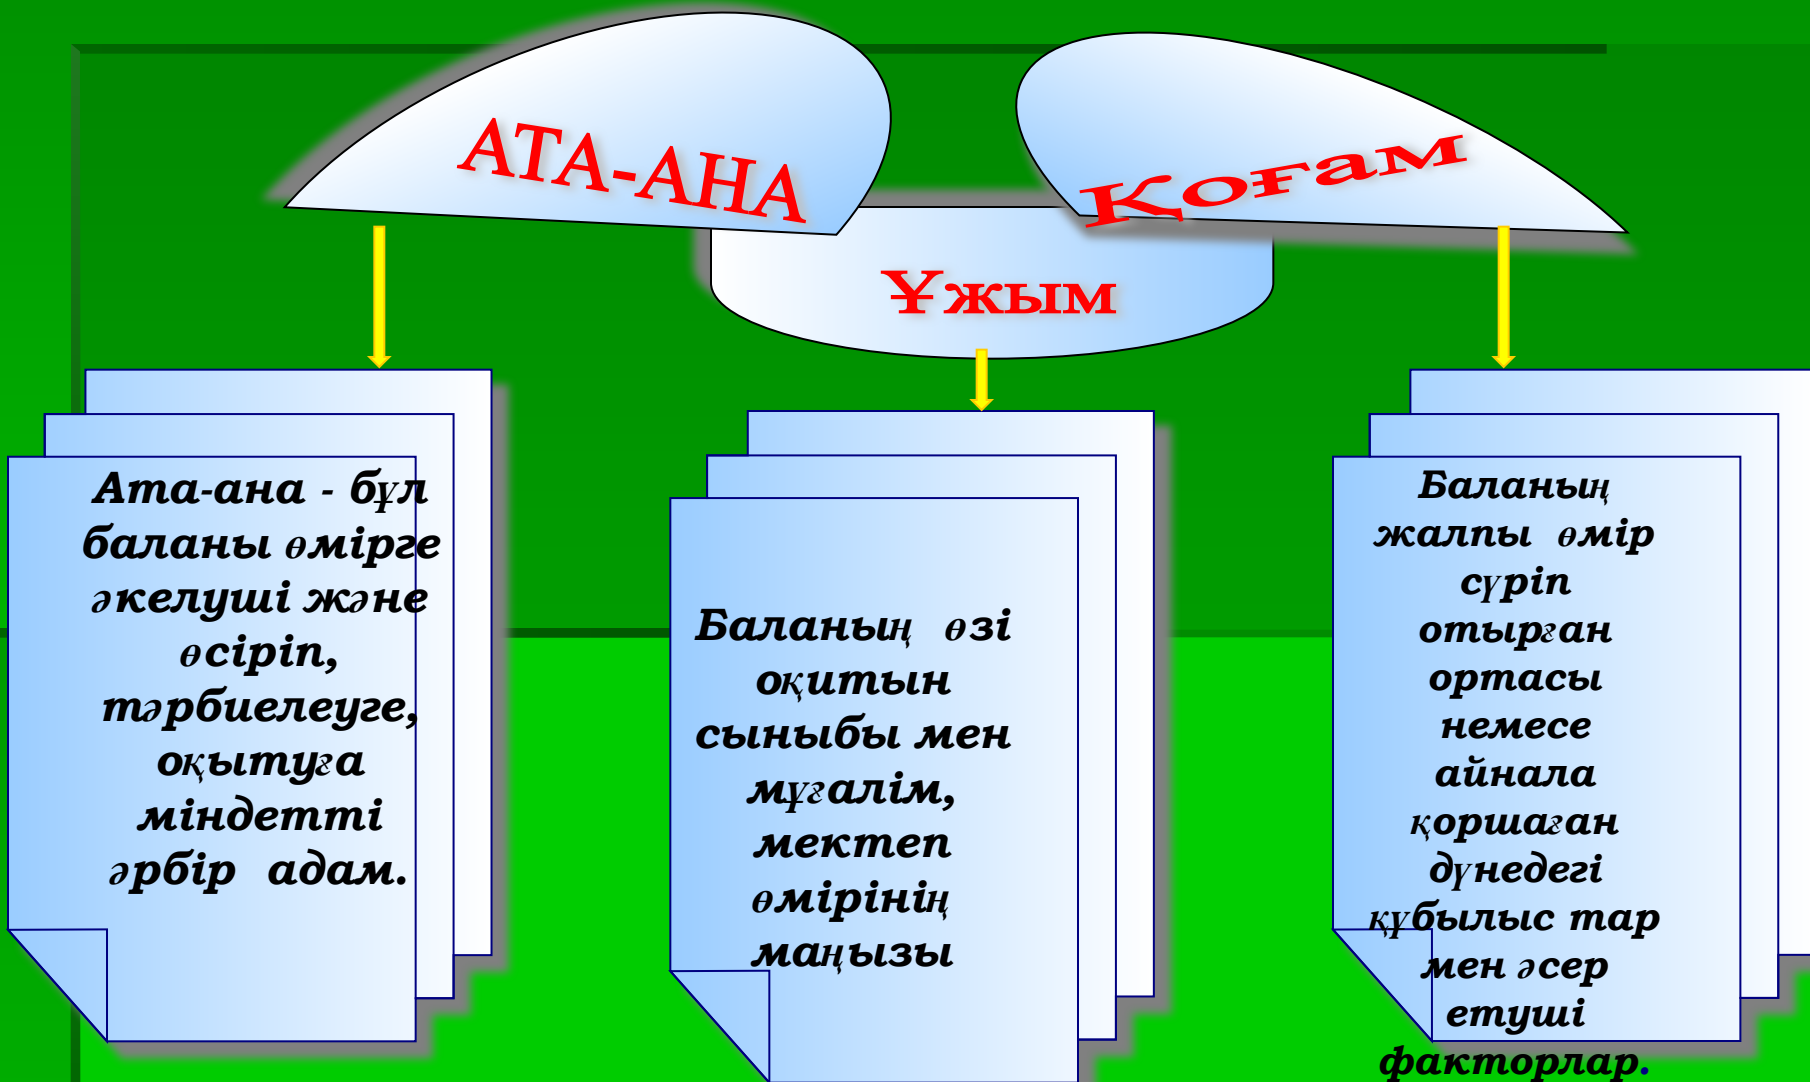 АТА-АНА
Қоғам
Ұжым
Ата-ана - бұл
баланы өмірге
әкелуші және
өсіріп,
тәрбиелеуге,
оқытуға
міндетті
әрбір адам.
Баланың өзі
оқитын
сыныбы мен
мұғалім,
мектеп
өмірінің
маңызы
Баланың
жалпы өмір
сүріп
отырған
ортасы
немесе
айнала
қоршаған
дүнедегі
құбылыс тар
мен әсер
етуші
факторлар.